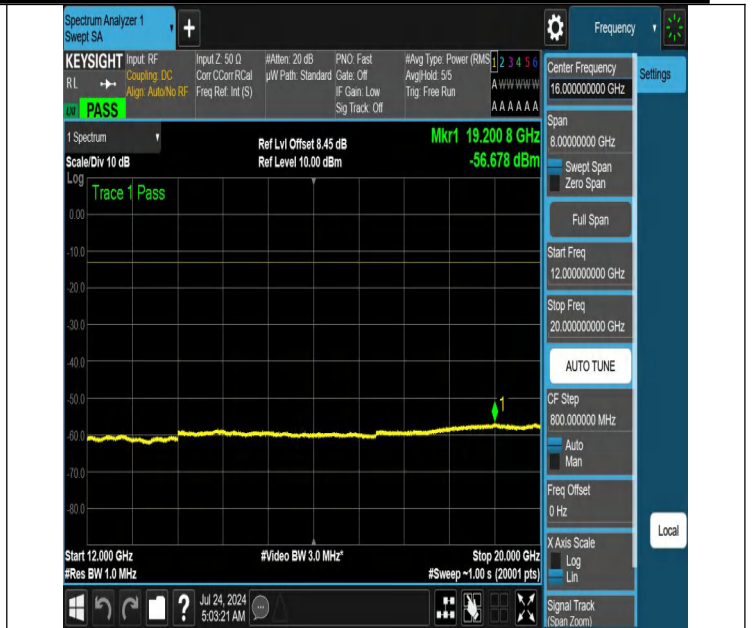 Spectrum Analyzer 1
Swept SA
+
Frequency
KEYSIGHT
RL
PASS
Input: RF
Coupling: DC
Align: Auto/No RF
Input Z: 50 Ω
Corr CCorr RCal
Freq Ref: Int (S)
#Atten: 20 dB
µW Path: Standard
PNO: Fast
Gate: Off
IF Gain: Low
Sig Track: Off
#Avg Type: Power (RMS
Avg|Hold: 5/5
Trig: Free Run
1 2 3 4 5 6
A W W W W W
A A A A A A
1 Spectrum
Scale/Div 10 dB
Ref Lvl Offset 8.45 dB
Ref Level 10.00 dBm
Mkr1 19.200 8 GHz
-56.678 dBm
Log
Trace 1 Pass
0.00
-10.0
-20.0
-30.0
-40.0
-50.0
-60.0
-70.0
-80.0
1
Start 12.000 GHz
#Res BW 1.0 MHz
#Video BW 3.0 MHz*
Stop 20.000 GHz
#Sweep ~1.00 s (20001 pts)
Center Frequency
16.000000000 GHz
Settings
Span
8.00000000 GHz
Swept Span
Zero Span
Full Span
Start Freq
12.000000000 GHz
Stop Freq
20.000000000 GHz
AUTO TUNE
CF Step
800.000000 MHz
Auto
Man
Freq Offset
0 Hz
X Axis Scale
Log
Lin
Local
Signal Track
(Span Zoom)
?
Jul 24, 2024
5:03:21 AM